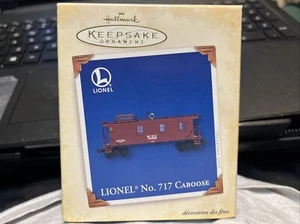 Hallmark
KEEPSAKE
ORNAMENT
L
LIONEL
LIONEL® No. 717 CABOOSE
décoration des fêtes